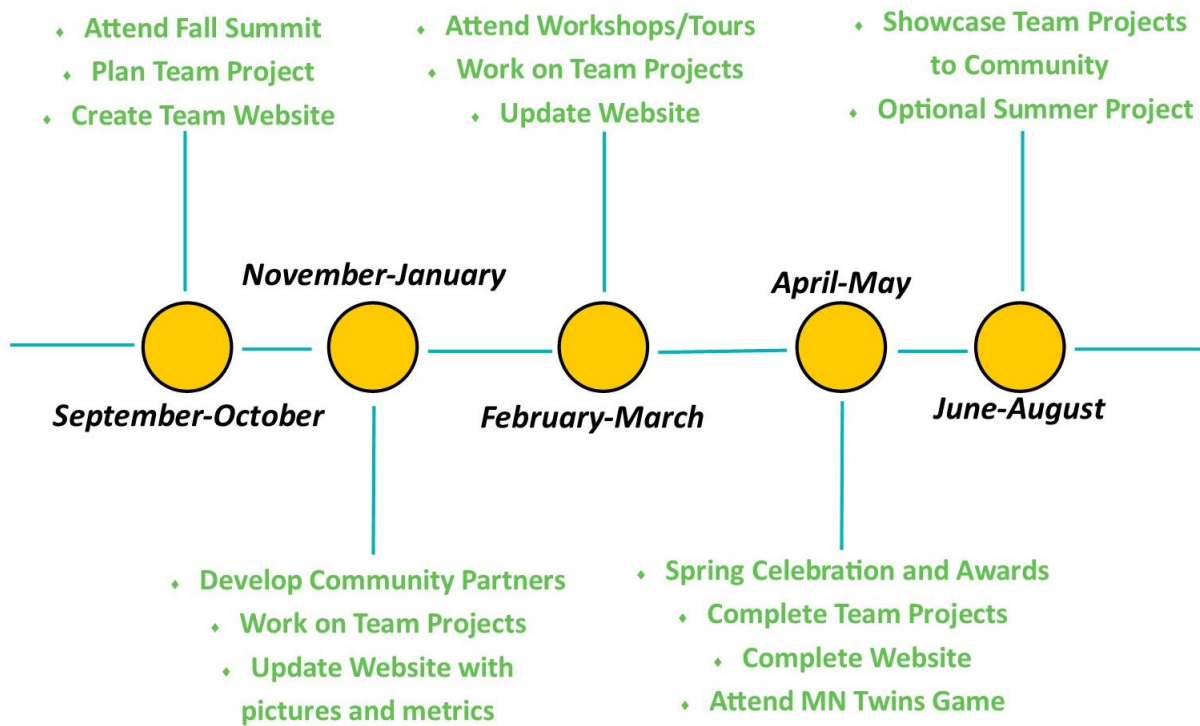 ⬧ Attend Fall Summit
⬧ Plan Team Project
⬧ Create Team Website
⬧ Attend Workshops/Tours
⬧ Work on Team Projects
⬧ Update Website
⬧ Showcase Team Projects
to Community
⬧ Optional Summer Project
November-January
April-May
September-October
February-March
June-August
⬧ Develop Community Partners
⬧ Work on Team Projects
⬧ Update Website with
pictures and metrics
⬧ Spring Celebration and Awards
⬧ Complete Team Projects
⬧ Complete Website
⬧ Attend MN Twins Game